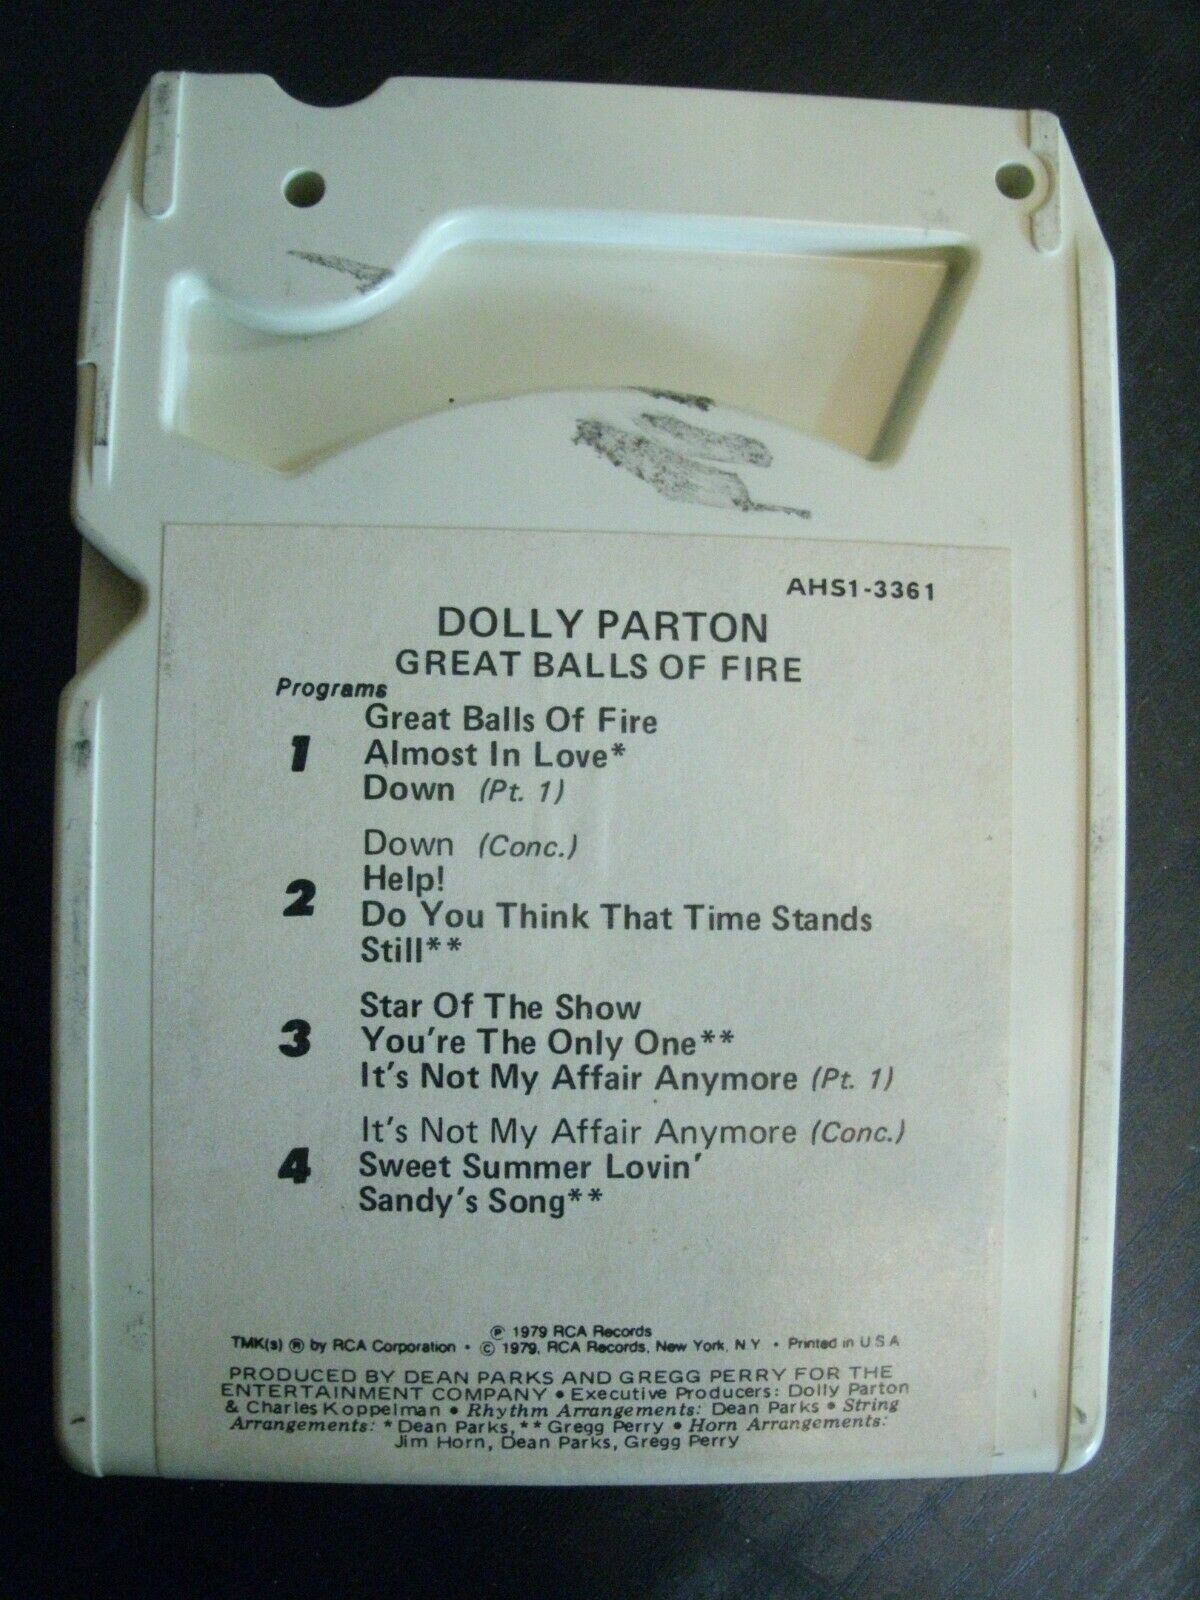 AHS1-3361
DOLLY PARTON
GREAT BALLS OF FIRE
Programs
1
Great Balls Of Fire
Almost In Love*
Down (Pt. 1)
2
Down (Conc.)
Help!
Do You Think That Time Stands
Still**
3
Star Of The Show
You're The Only One**
It's Not My Affair Anymore (Pt. 1)
4
It's Not My Affair Anymore (Conc.)
Sweet Summer Lovin'
Sandy's Song**
℗ 1979 RCA Records
TMK(s) ® by RCA Corporation • © 1979, RCA Records, New York, N Y • Printed in U S A
PRODUCED BY DEAN PARKS AND GREGG PERRY FOR THE
ENTERTAINMENT COMPANY • Executive Producers: Dolly Parton
& Charles Koppelman • Rhythm Arrangements: Dean Parks • String
Arrangements: * Dean Parks, ** Gregg Perry • Horn Arrangements:
Jim Horn, Dean Parks, Gregg Perry